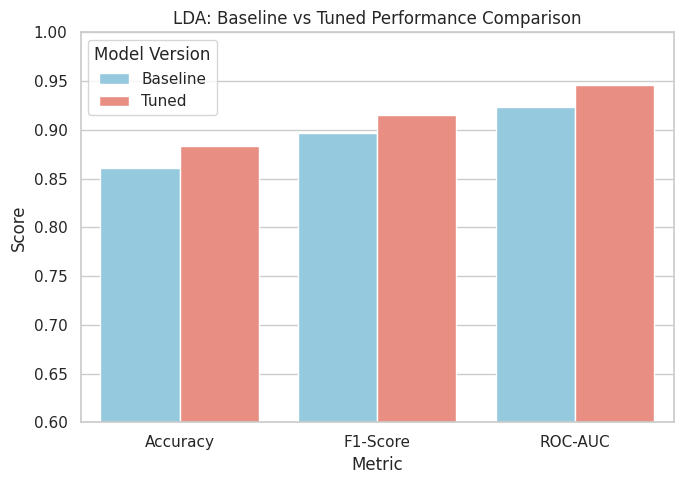 LDA: Baseline vs Tuned Performance Comparison
1.00
0.95
0.90
0.85
0.80
0.75
0.70
0.65
0.60
Score
Model Version
Baseline
Tuned
Accuracy
F1-Score
ROC-AUC
Metric